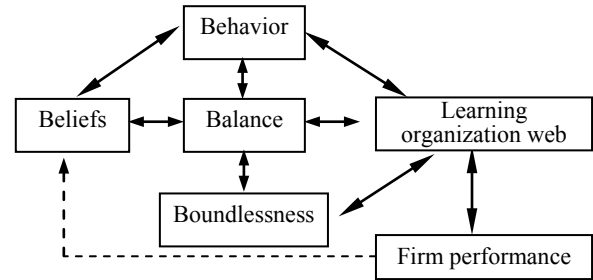 Behavior
Beliefs
Balance
Learning
organization web
Boundlessness
Firm performance